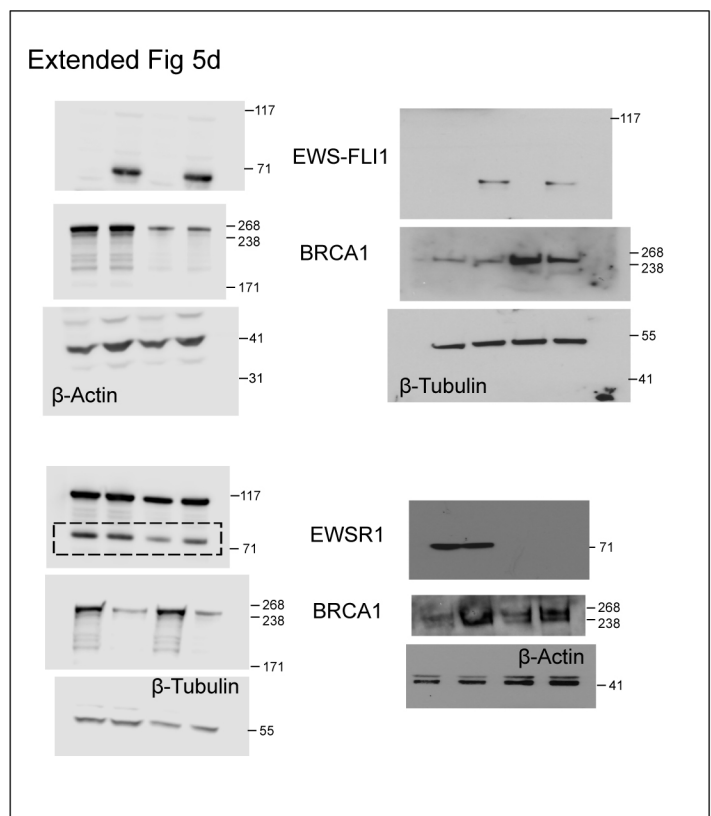 Extended Fig 5d
–117
–71
EWS-FLI1
–117
–268
–238
–171
BRCA1
–268
–238
–41
–31
β-Actin
–55
–41
β-Tubulin
–117
–71
EWSR1
–71
–268
–238
–171
BRCA1
–268
–238
β-Tubulin
–55
β-Actin
–41